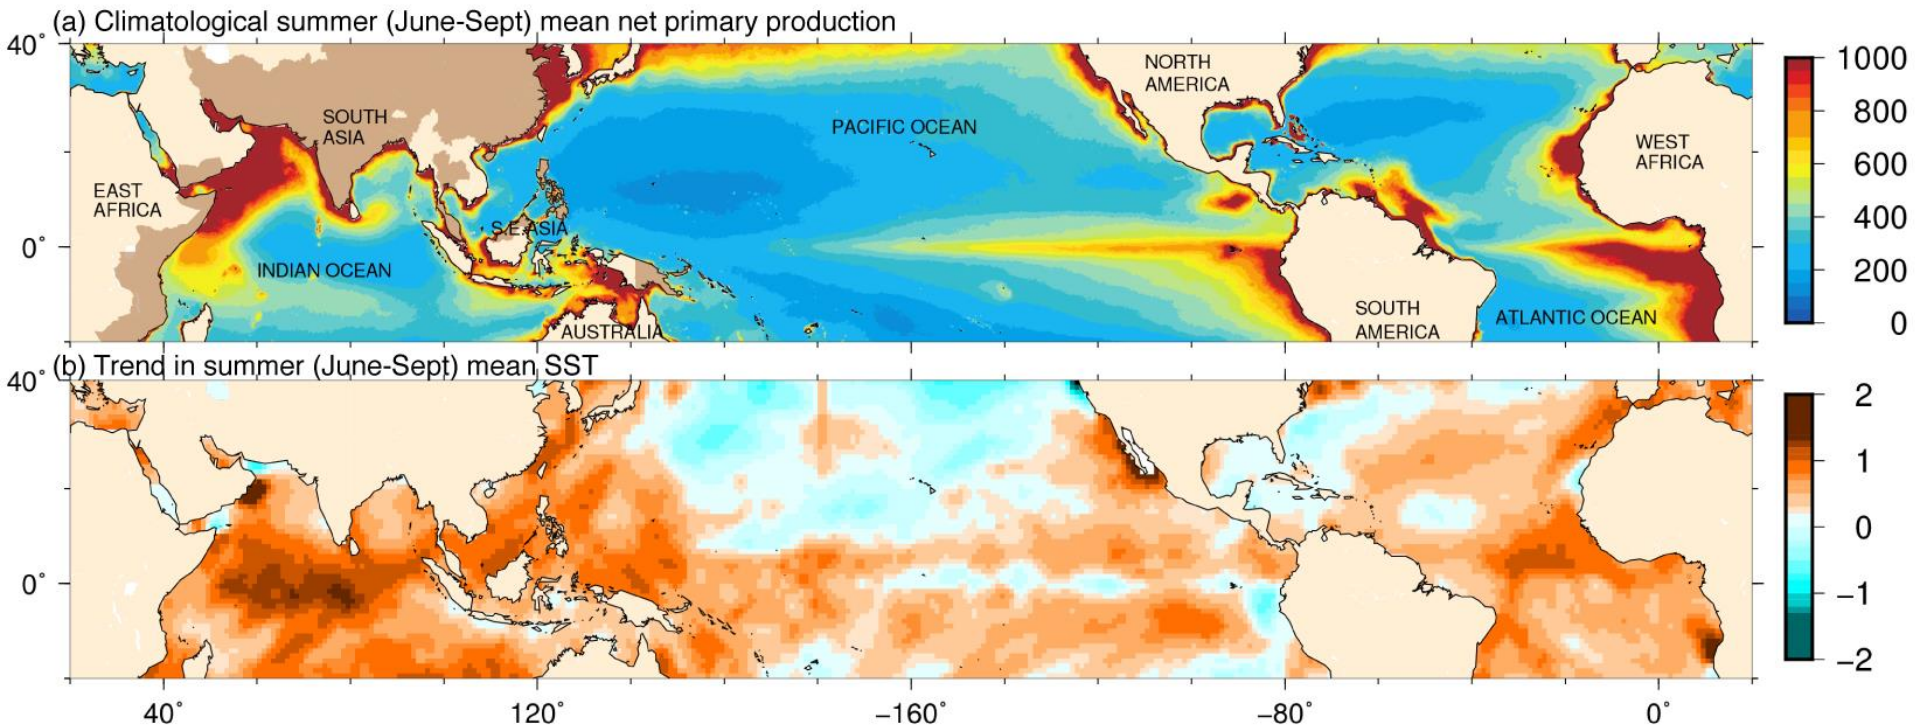 (a) Climatological summer (June-Sept) mean net primary production
40°
0°
SOUTH
ASIA
EAST
AFRICA
INDIAN OCEAN
S.E.ASIA
AUSTRALIA
PACIFIC OCEAN
NORTH
AMERICA
SOUTH
AMERICA
WEST
AFRICA
ATLANTIC OCEAN
1000
800
600
400
200
0
(b) Trend in summer (June-Sept) mean SST
40°
0°
2
1
0
−1
−2
40°
120°
−160°
−80°
0°